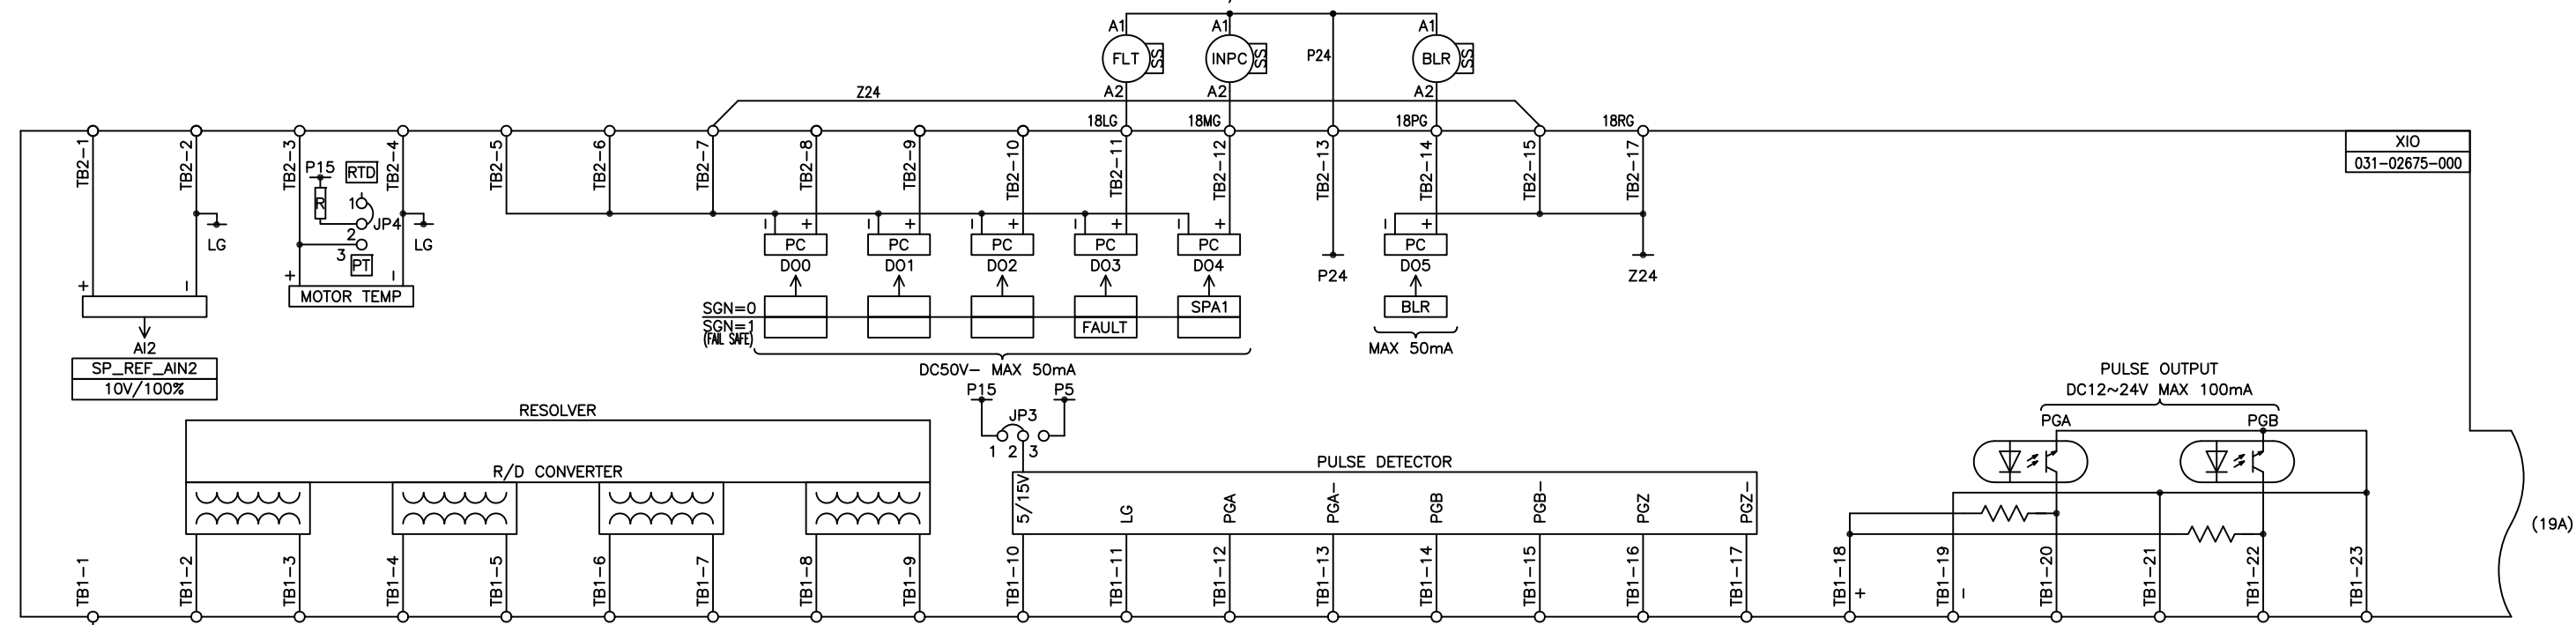 A1 A1 A1
FLT SS INPC SS P24 BLR SS
A2 A2 A2
Z24
18LG 18MG 18PG 18RG
TB2-1 TB2-2 TB2-3 TB2-4 TB2-5 TB2-6 TB2-7 TB2-8 TB2-9 TB2-10 TB2-11 TB2-12 TB2-13 TB2-14 TB2-15 TB2-17
XIO
031-02675-000
P15 RTD
R 1 JP4
2
3 PT
LG LG
− + − + − + − + − + − +
PC PC PC PC PC PC
DO0 DO1 DO2 DO3 DO4 DO5
P24 Z24
+ − + −
MOTOR TEMP
SGN=0 SPA1 BLR
SGN=1 FAULT
(FAIL SAFE)
AI2
SP_REF_AIN2
10V/100%
MAX 50mA
DC50V− MAX 50mA
P15 P5
JP3
1 2 3
PULSE OUTPUT
DC12~24V MAX 100mA
PGA PGB
RESOLVER
R/D CONVERTER
PULSE DETECTOR
5/15V LG PGA PGA− PGB PGB− PGZ PGZ−
(19A)
TB1-1 TB1-2 TB1-3 TB1-4 TB1-5 TB1-6 TB1-7 TB1-8 TB1-9 TB1-10 TB1-11 TB1-12 TB1-13 TB1-14 TB1-15 TB1-16 TB1-17 TB1-18 TB1-19 TB1-20 TB1-21 TB1-22 TB1-23
+ −